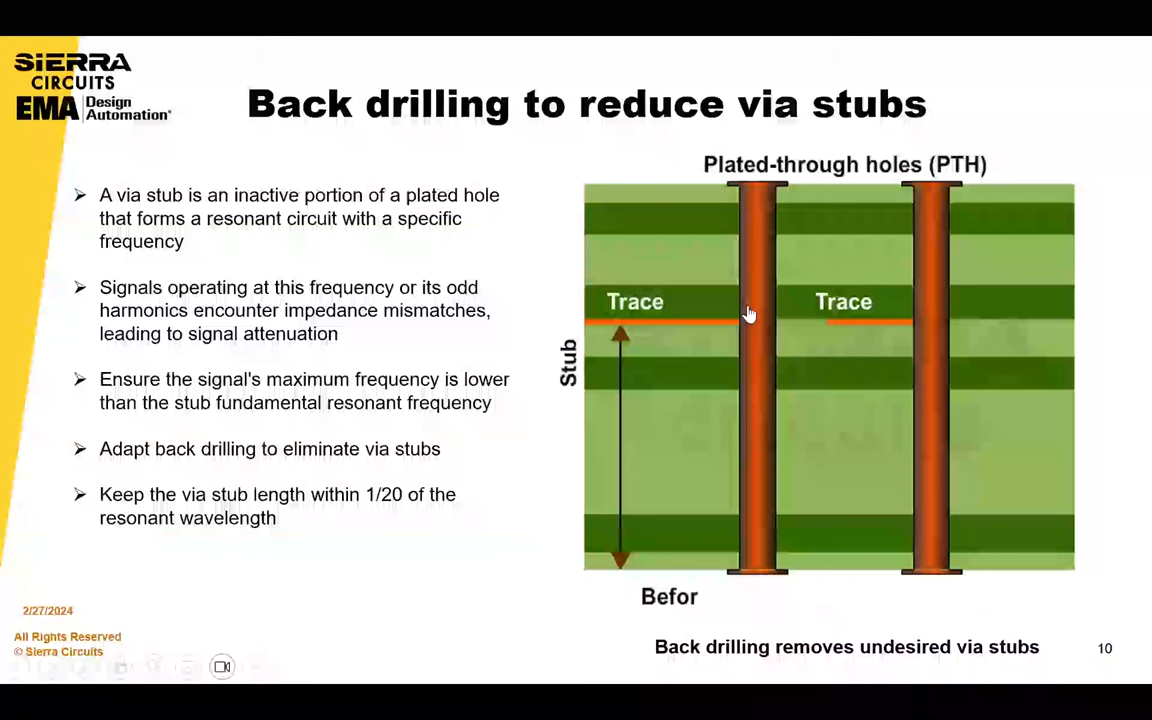 SIERRA
CIRCUITS
EMA Design
Automation®
Back drilling to reduce via stubs
A via stub is an inactive portion of a plated hole
that forms a resonant circuit with a specific
frequency
Signals operating at this frequency or its odd
harmonics encounter impedance mismatches,
leading to signal attenuation
Ensure the signal's maximum frequency is lower
than the stub fundamental resonant frequency
Adapt back drilling to eliminate via stubs
Keep the via stub length within 1/20 of the
resonant wavelength
Plated-through holes (PTH)
Trace
Trace
Stub
Befor
Back drilling removes undesired via stubs
2/27/2024
All Rights Reserved
© Sierra Circuits
10